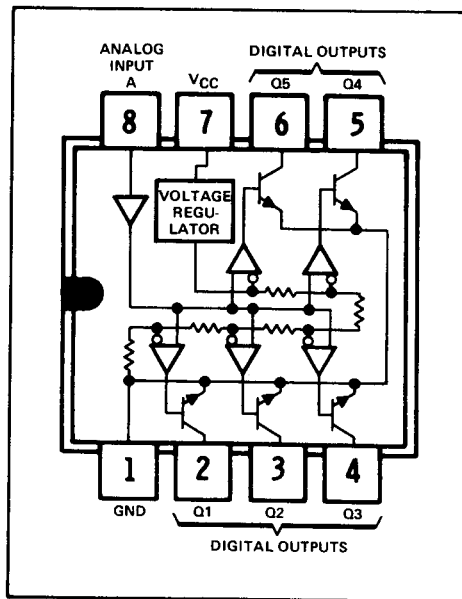 ANALOG
INPUT
A
VCC
DIGITAL OUTPUTS
Q5
Q4
8
7
6
5
VOLTAGE
REGU-
LATOR
1
2
3
4
GND
Q1
Q2
Q3
DIGITAL OUTPUTS